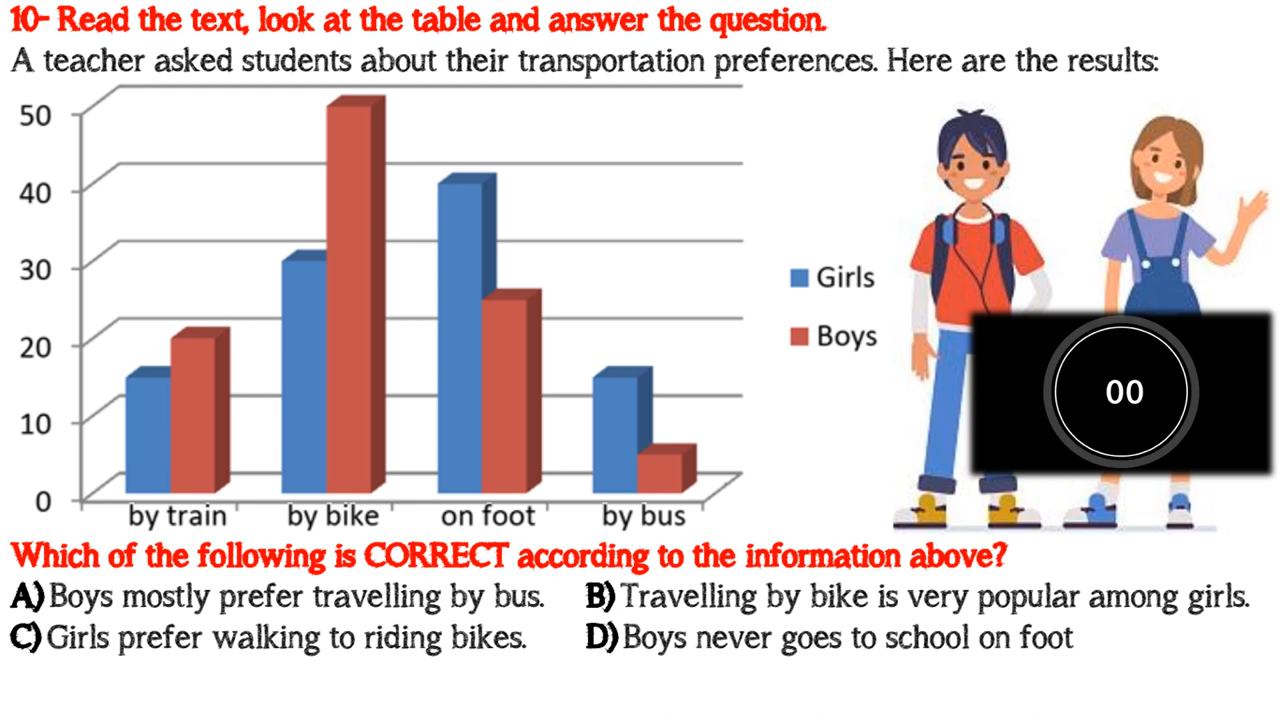 10- Read the text, look at the table and answer the question.
A teacher asked students about their transportation preferences. Here are the results:
50
40
30
20
10
0
by train by bike on foot by bus
Girls
Boys
00
Which of the following is CORRECT according to the information above?
A) Boys mostly prefer travelling by bus. B) Travelling by bike is very popular among girls.
C) Girls prefer walking to riding bikes. D) Boys never goes to school on foot